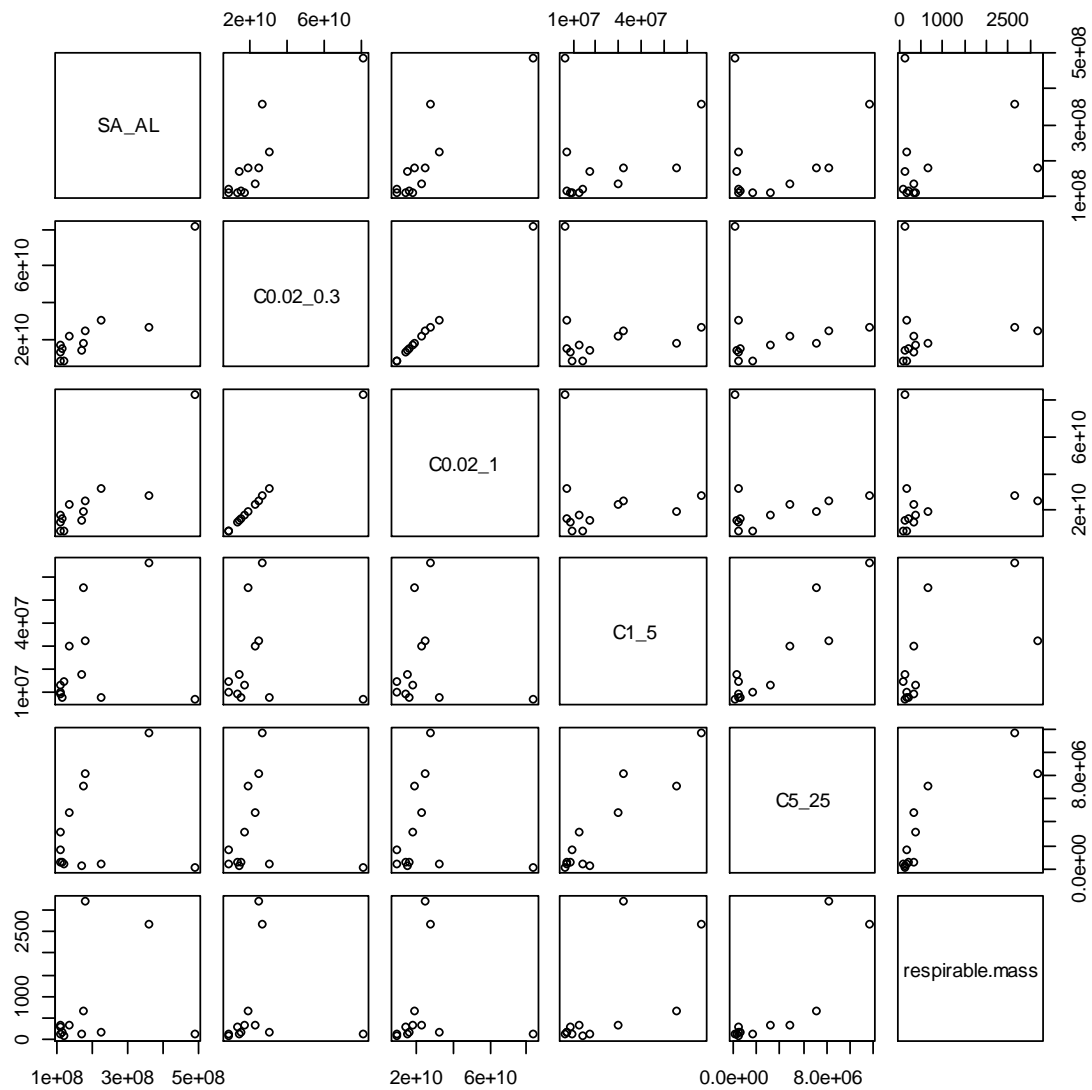 2e+10 6e+10 1e+07 4e+07 0 1000 2500
SA_AL 1e+08 3e+08 5e+08
2e+10 6e+10 C0.02_0.3
C0.02_1 2e+10 6e+10
1e+07 4e+07 C1_5
C5_25 0.0e+00 8.0e+06
0 1000 2500 respirable.mass
1e+08 3e+08 5e+08 2e+10 6e+10 0.0e+00 8.0e+06